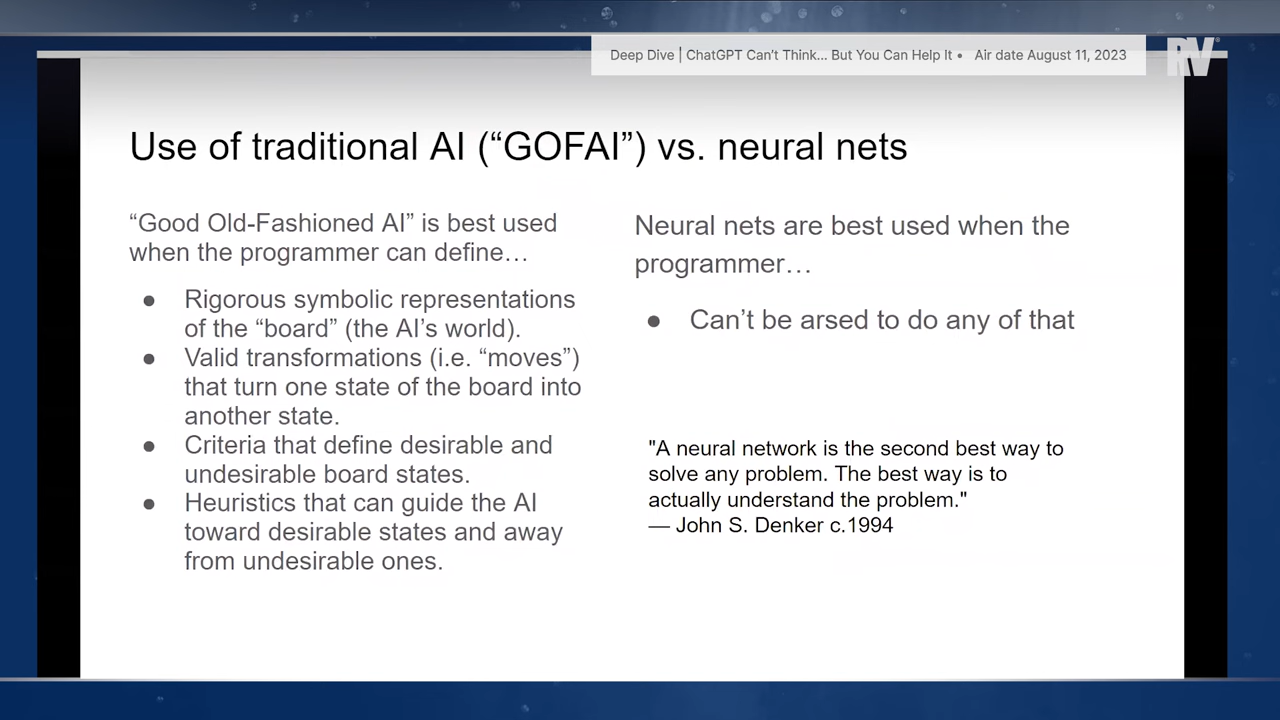 Deep Dive | ChatGPT Can’t Think... But You Can Help It • Air date August 11, 2023
RV
Use of traditional AI (“GOFAI”) vs. neural nets
“Good Old-Fashioned AI” is best used
when the programmer can define…
● Rigorous symbolic representations
of the “board” (the AI’s world).
● Valid transformations (i.e. “moves”)
that turn one state of the board into
another state.
● Criteria that define desirable and
undesirable board states.
● Heuristics that can guide the AI
toward desirable states and away
from undesirable ones.
Neural nets are best used when the
programmer…
● Can’t be arsed to do any of that
"A neural network is the second best way to
solve any problem. The best way is to
actually understand the problem."
— John S. Denker c.1994